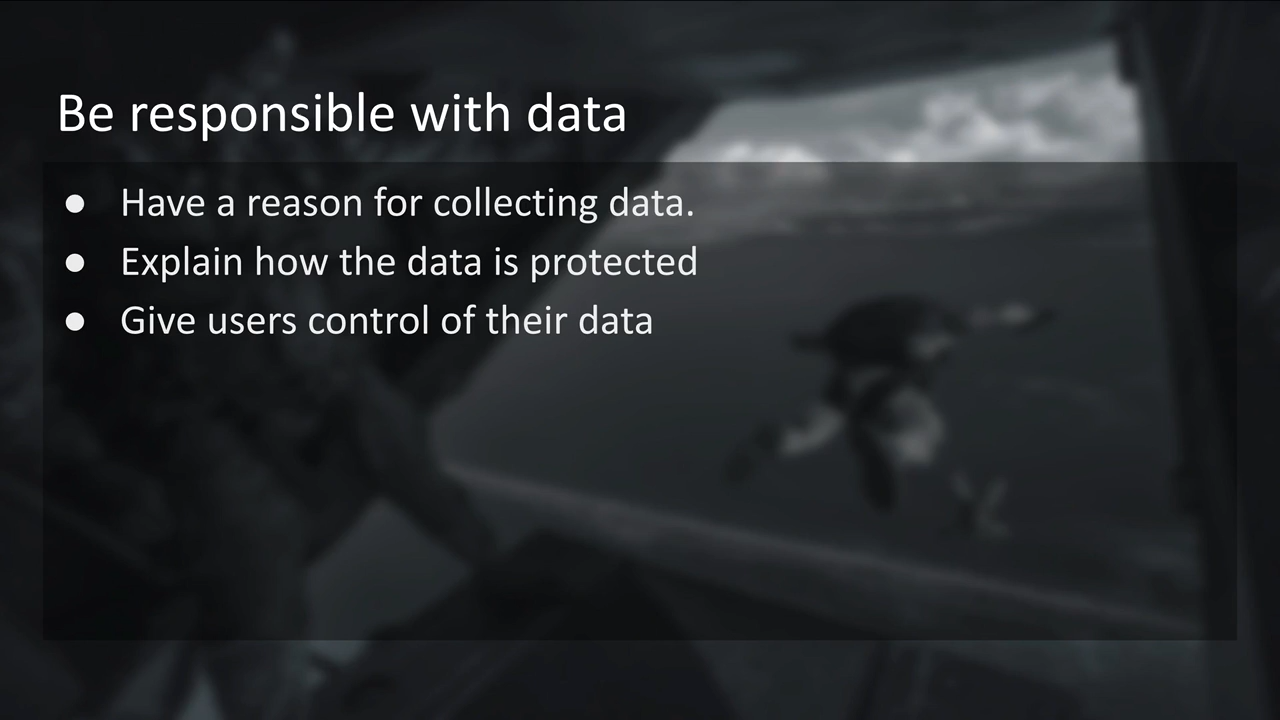 Be responsible with data
● Have a reason for collecting data.
● Explain how the data is protected
● Give users control of their data